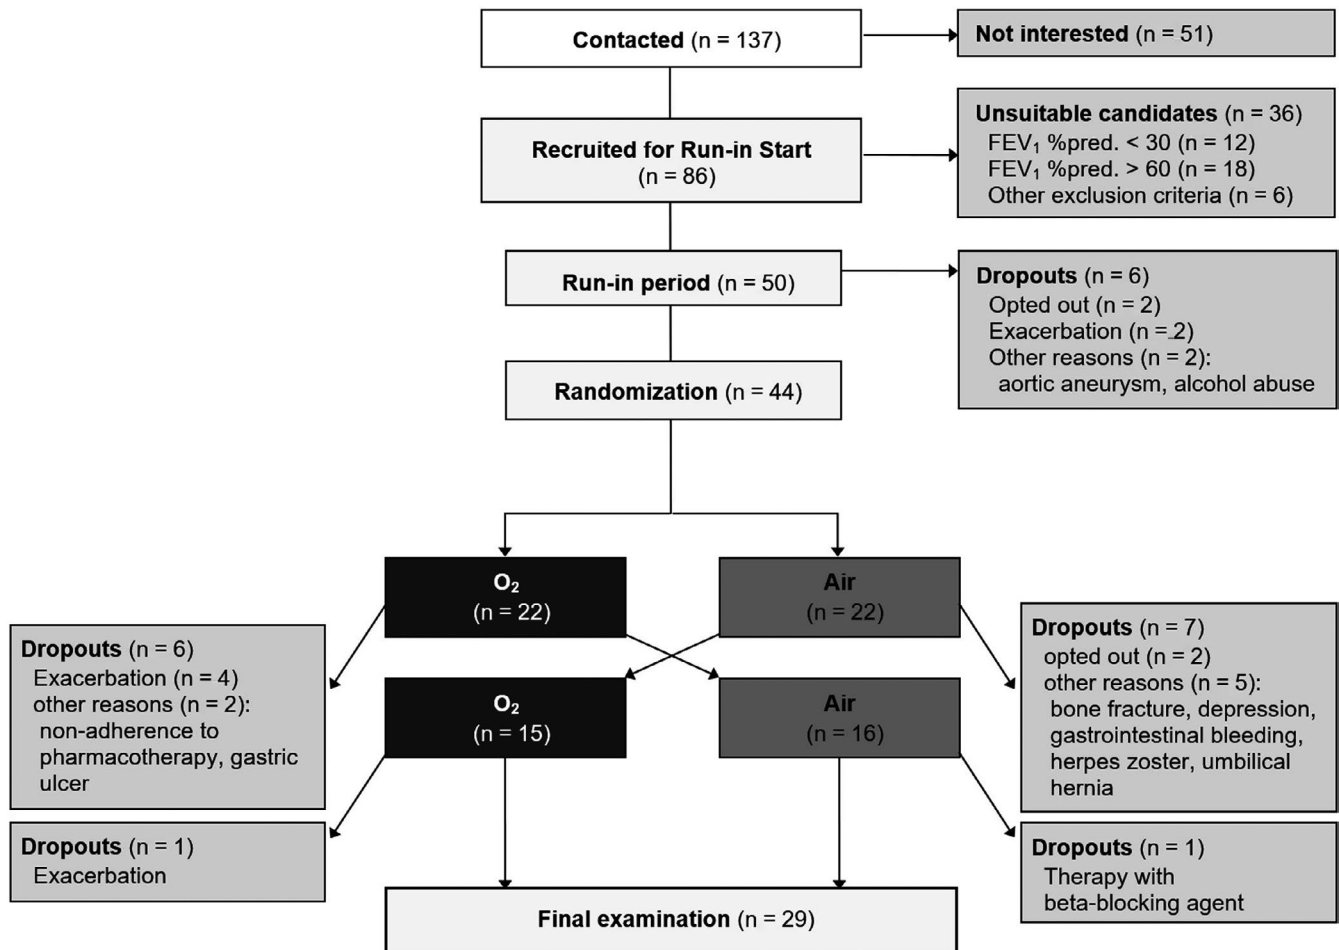 Contacted (n = 137)
Not interested (n = 51)
Recruited for Run-in Start
(n = 86)
Unsuitable candidates (n = 36)
FEV₁ %pred. < 30 (n = 12)
FEV₁ %pred. > 60 (n = 18)
Other exclusion criteria (n = 6)
Run-in period (n = 50)
Dropouts (n = 6)
Opted out (n = 2)
Exacerbation (n = 2)
Other reasons (n = 2):
aortic aneurysm, alcohol abuse
Randomization (n = 44)
O₂
(n = 22)
Air
(n = 22)
Dropouts (n = 6)
Exacerbation (n = 4)
other reasons (n = 2):
non-adherence to
pharmacotherapy, gastric
ulcer
Dropouts (n = 7)
opted out (n = 2)
other reasons (n = 5):
bone fracture, depression,
gastrointestinal bleeding,
herpes zoster, umbilical
hernia
O₂
(n = 15)
Air
(n = 16)
Dropouts (n = 1)
Exacerbation
Dropouts (n = 1)
Therapy with
beta-blocking agent
Final examination (n = 29)